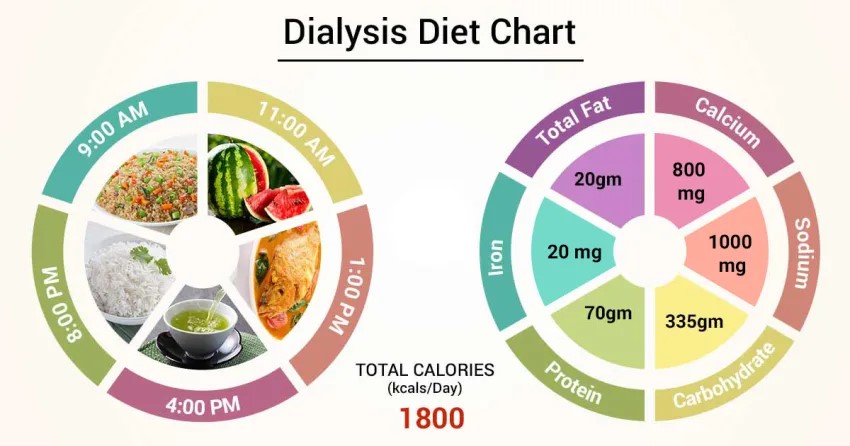 Dialysis Diet Chart
9:00 AM
11:00 AM
1:00 PM
4:00 PM
8:00 PM
TOTAL CALORIES
(kcals/Day)
1800
Total Fat
20gm
Calcium
800
mg
Sodium
1000
mg
Carbohydrate
335gm
Protein
70gm
Iron
20 mg